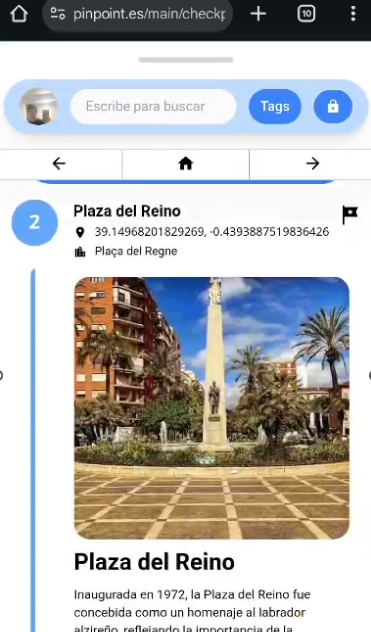 pinpoint.es/main/checkp
10
Escribe para buscar
Tags
2
Plaza del Reino
39.14968201829269, -0.4393887519836426
Plaça del Regne
Plaza del Reino
Inaugurada en 1972, la Plaza del Reino fue
concebida como un homenaje al labrador
alzireño, reflejando la importancia de la